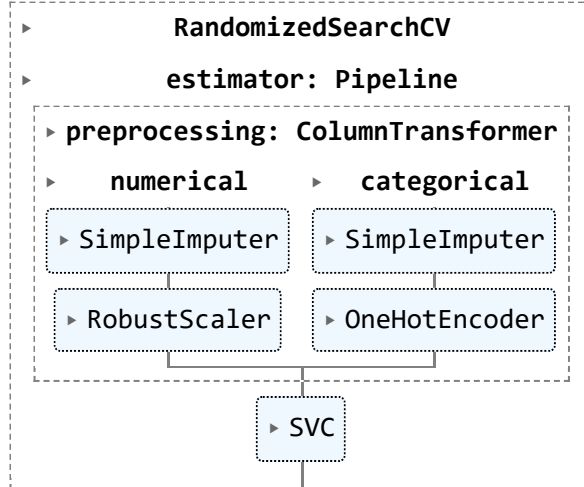 RandomizedSearchCV
estimator: Pipeline
preprocessing: ColumnTransformer
numerical categorical
SimpleImputer SimpleImputer
RobustScaler OneHotEncoder
SVC